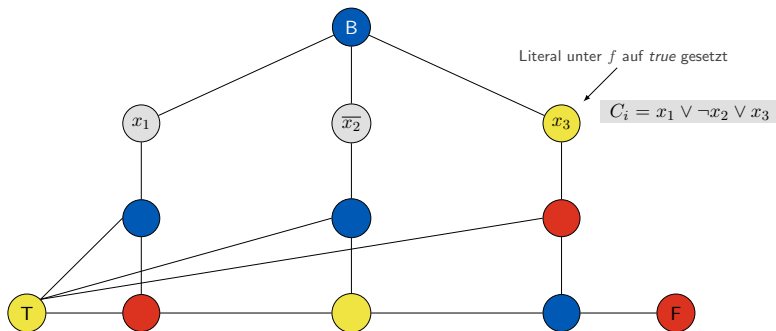 B
Literal unter f auf true gesetzt
x₁
x̅₂
x₃
Cᵢ = x₁ ∨ ¬x₂ ∨ x₃
T
F